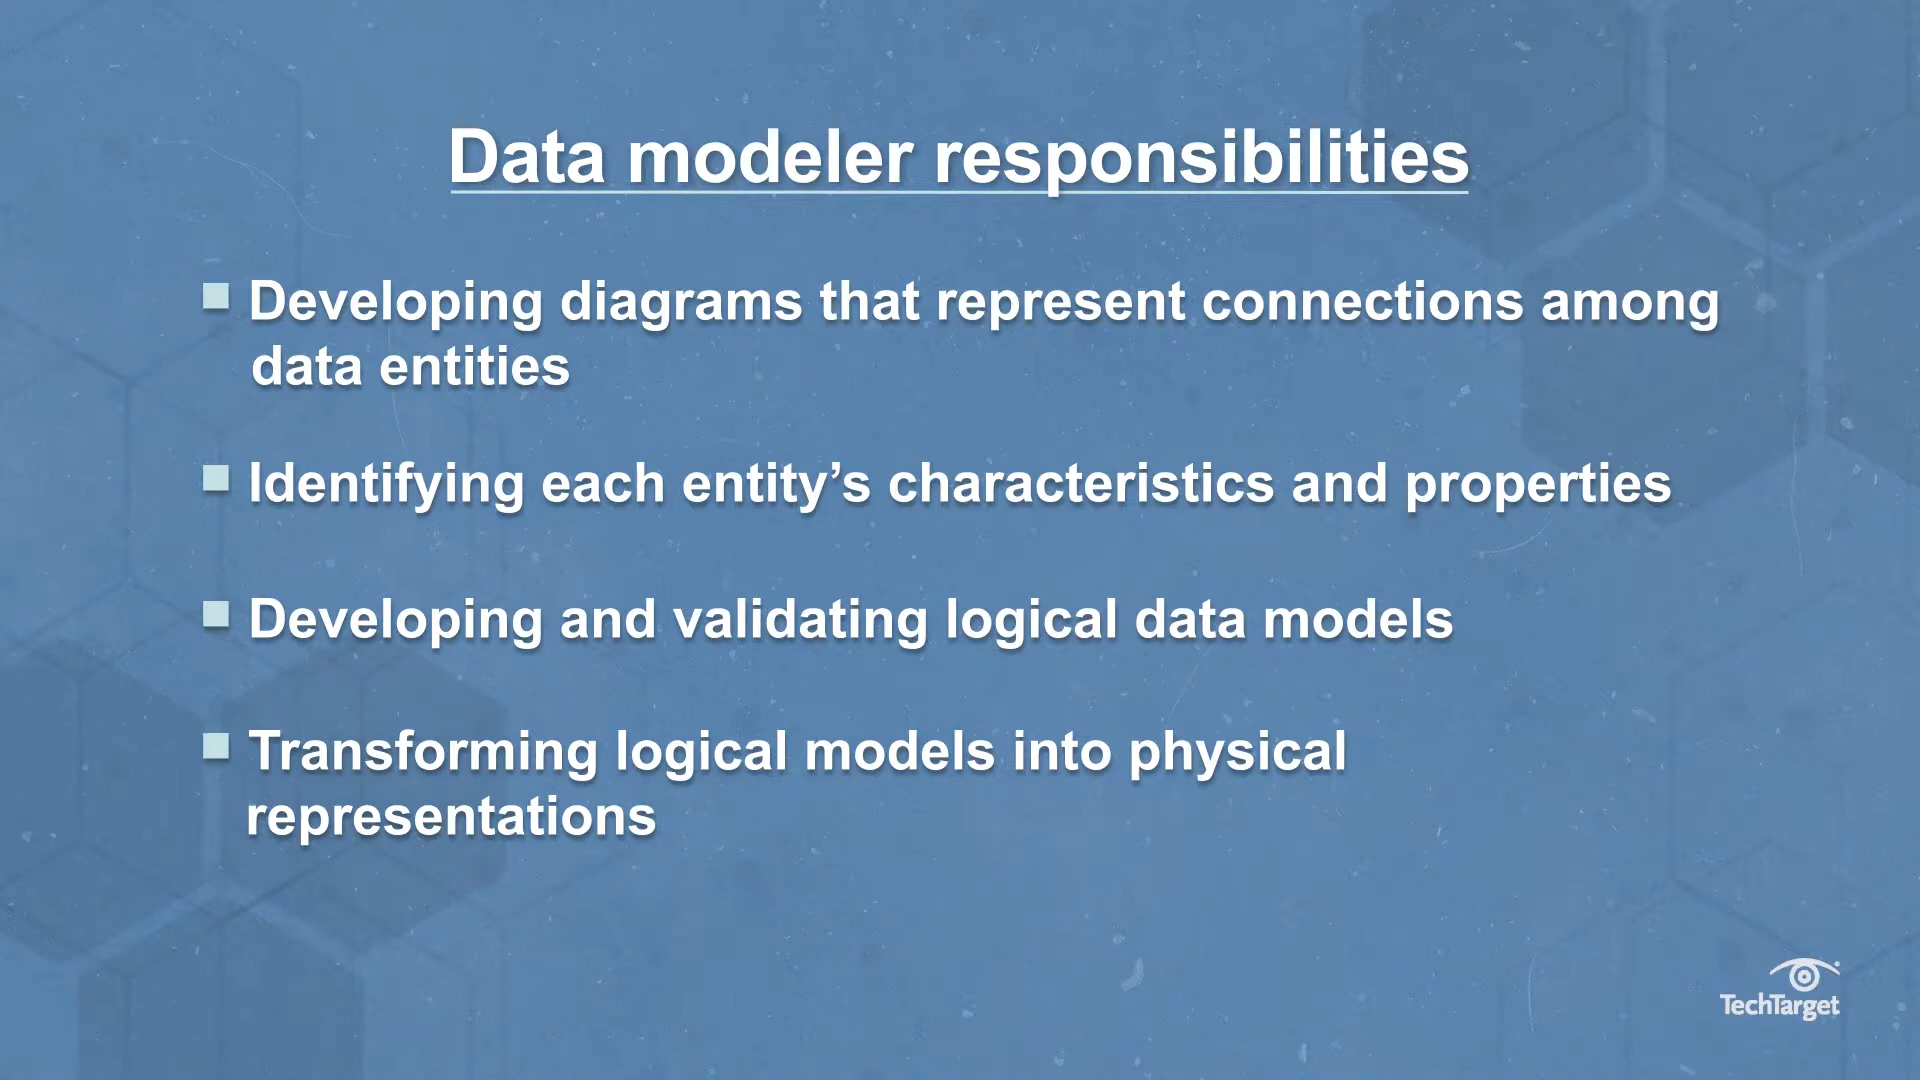 Data modeler responsibilities
Developing diagrams that represent connections among
data entities
Identifying each entity’s characteristics and properties
Developing and validating logical data models
Transforming logical models into physical
representations
TechTarget